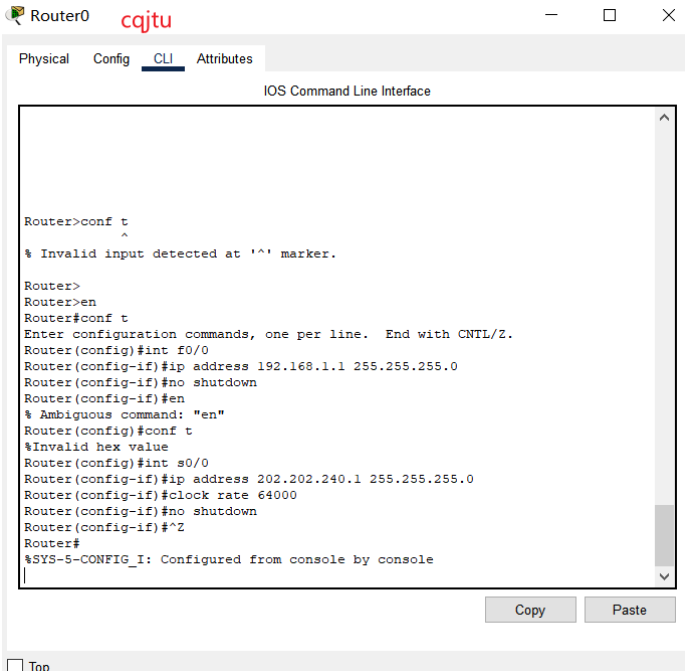 Router0 cqjtu
Physical Config CLI Attributes
IOS Command Line Interface
Router>conf t
^
% Invalid input detected at '^' marker.
Router>
Router>en
Router#conf t
Enter configuration commands, one per line.  End with CNTL/Z.
Router(config)#int f0/0
Router(config-if)#ip address 192.168.1.1 255.255.255.0
Router(config-if)#no shutdown
Router(config-if)#en
% Ambiguous command: "en"
Router(config)#conf t
%Invalid hex value
Router(config)#int s0/0
Router(config-if)#ip address 202.202.240.1 255.255.255.0
Router(config-if)#clock rate 64000
Router(config-if)#no shutdown
Router(config-if)#^Z
Router#
%SYS-5-CONFIG_I: Configured from console by console
Copy Paste
Top